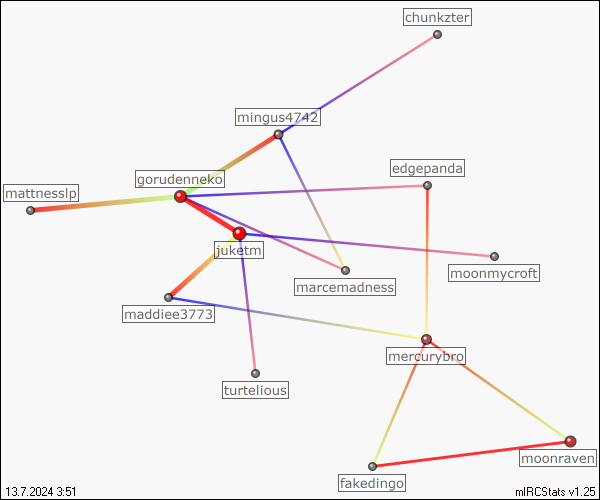 chunkzter
mingus4742
edgepanda
gorudenneko
mattnesslp
juketm
moonmycroft
marcemadness
maddiee3773
mercurybro
turtelious
moonraven
fakedingo
13.7.2024 3:51
mIRCStats v1.25